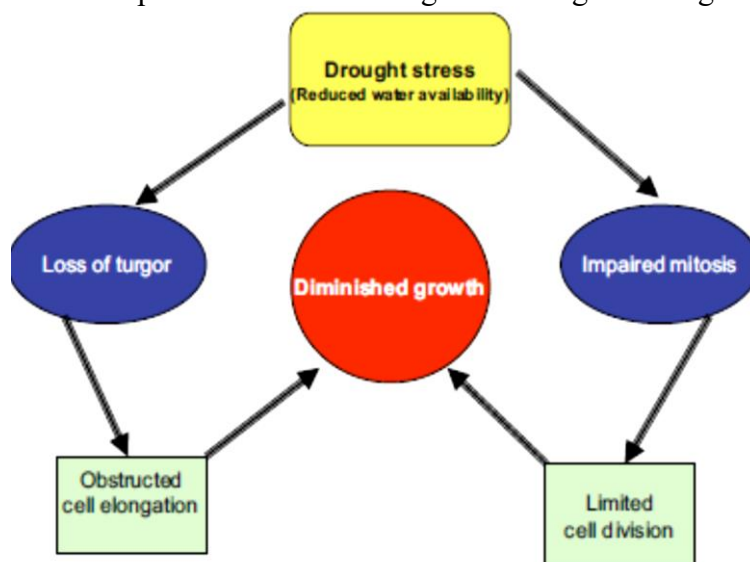 Drought stress
(Reduced water availability)
Loss of turgor
Diminished growth
Impaired mitosis
Obstructed
cell elongation
Limited
cell division